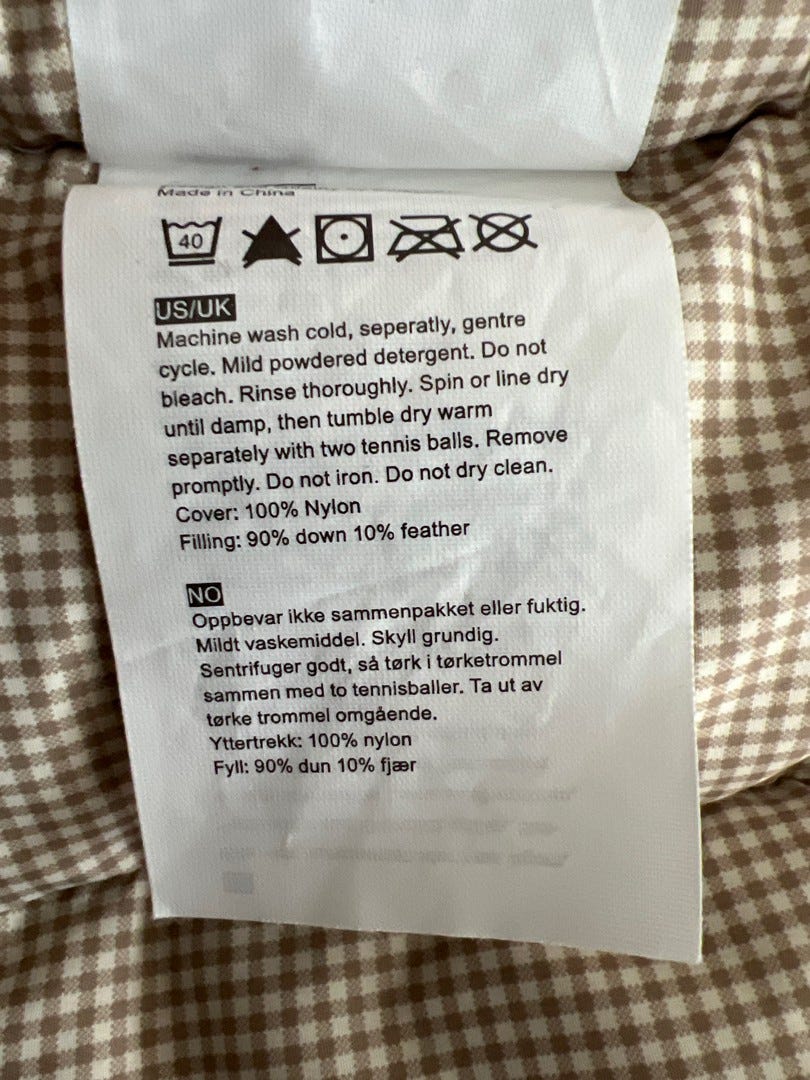 Made in China
40
US/UK
Machine wash cold, seperatly, gentre
cycle. Mild powdered detergent. Do not
bleach. Rinse thoroughly. Spin or line dry
until damp, then tumble dry warm
separately with two tennis balls. Remove
promptly. Do not iron. Do not dry clean.
Cover: 100% Nylon
Filling: 90% down 10% feather
NO
Oppbevar ikke sammenpakket eller fuktig.
Mildt vaskemiddel. Skyll grundig.
Sentrifuger godt, så tørk i tørketrommel
sammen med to tennisballer. Ta ut av
tørke trommel omgående.
Yttertrekk: 100% nylon
Fyll: 90% dun 10% fjær